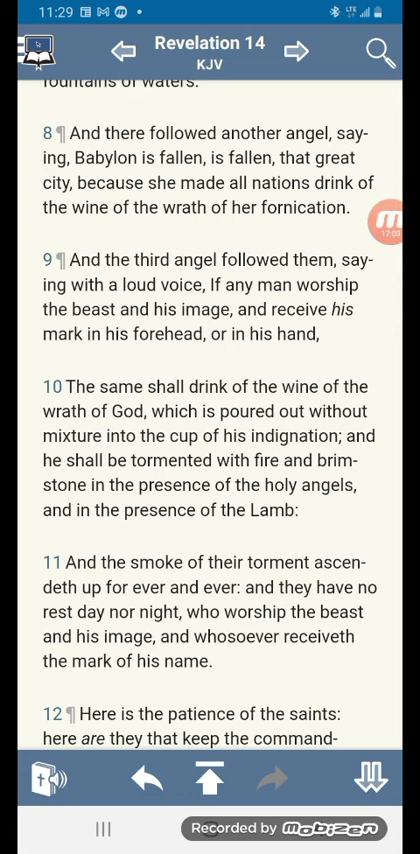 11:29
LTE
Revelation 14
KJV
fountains of waters.
8 ¶ And there followed another angel, say-
ing, Babylon is fallen, is fallen, that great
city, because she made all nations drink of
the wine of the wrath of her fornication.
17:03
9 ¶ And the third angel followed them, say-
ing with a loud voice, If any man worship
the beast and his image, and receive his
mark in his forehead, or in his hand,
10 The same shall drink of the wine of the
wrath of God, which is poured out without
mixture into the cup of his indignation; and
he shall be tormented with fire and brim-
stone in the presence of the holy angels,
and in the presence of the Lamb:
11 And the smoke of their torment ascen-
deth up for ever and ever: and they have no
rest day nor night, who worship the beast
and his image, and whosoever receiveth
the mark of his name.
12 ¶ Here is the patience of the saints:
here are they that keep the command-
Recorded by mobizen